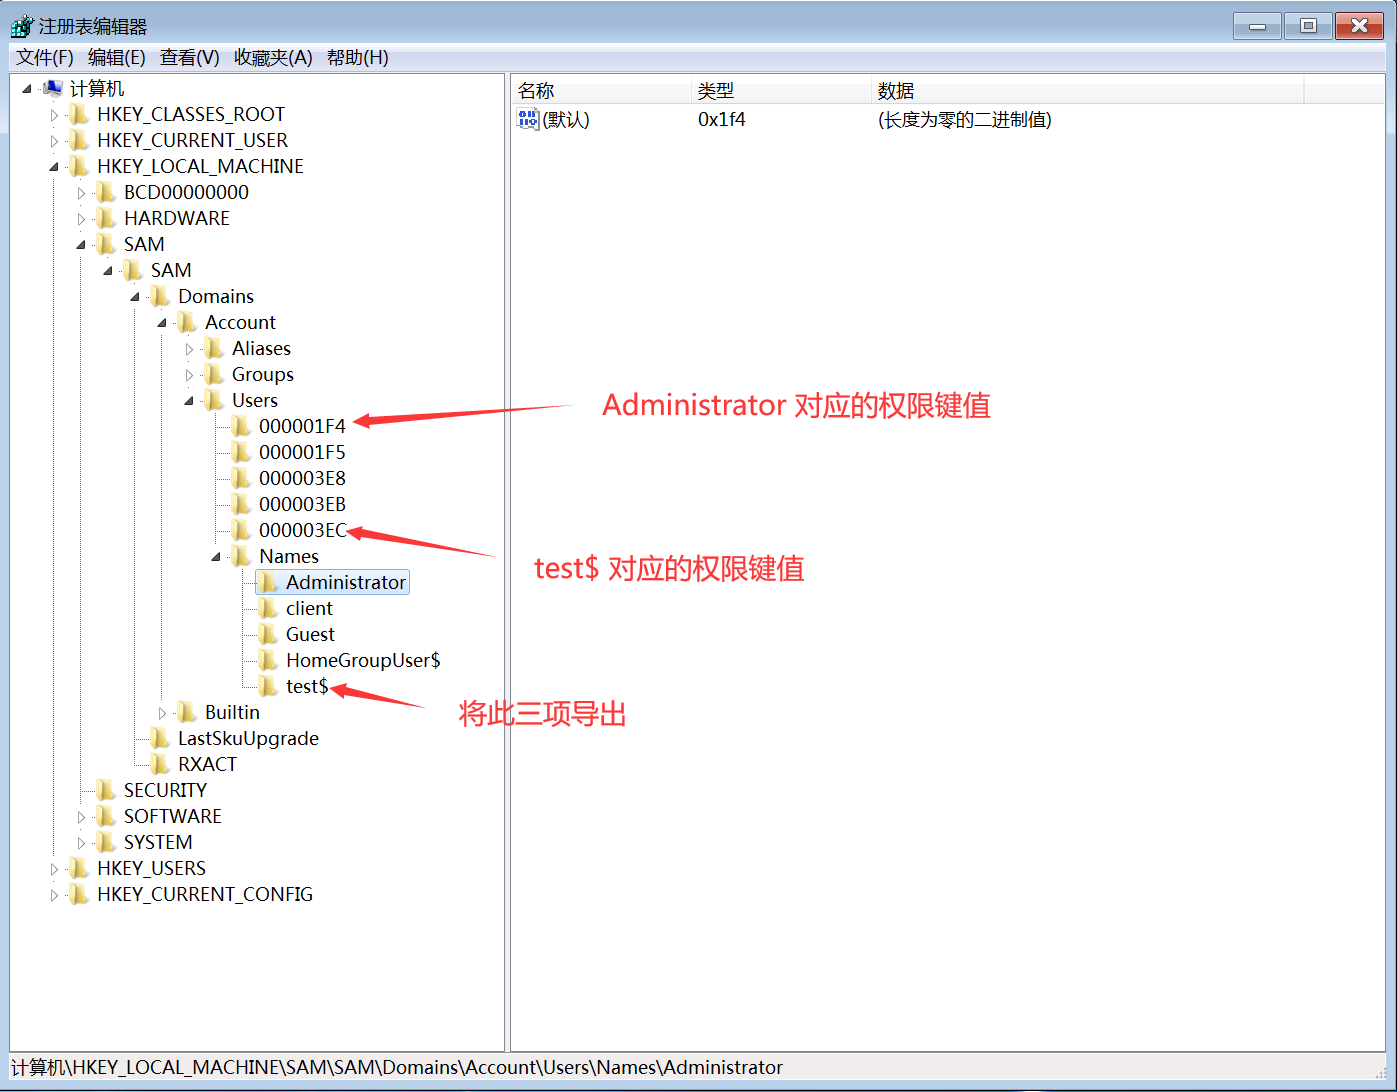 注册表编辑器
文件(F) 编辑(E) 查看(V) 收藏夹(A) 帮助(H)
计算机
HKEY_CLASSES_ROOT
HKEY_CURRENT_USER
HKEY_LOCAL_MACHINE
BCD00000000
HARDWARE
SAM
SAM
Domains
Account
Aliases
Groups
Users
000001F4
000001F5
000003E8
000003EB
000003EC
Names
Administrator
client
Guest
HomeGroupUser$
test$
Builtin
LastSkuUpgrade
RXACT
SECURITY
SOFTWARE
SYSTEM
HKEY_USERS
HKEY_CURRENT_CONFIG
名称 类型 数据
(默认) 0x1f4 (长度为零的二进制值)
Administrator 对应的权限键值
test$ 对应的权限键值
将此三项导出
计算机\HKEY_LOCAL_MACHINE\SAM\SAM\Domains\Account\Users\Names\Administrator